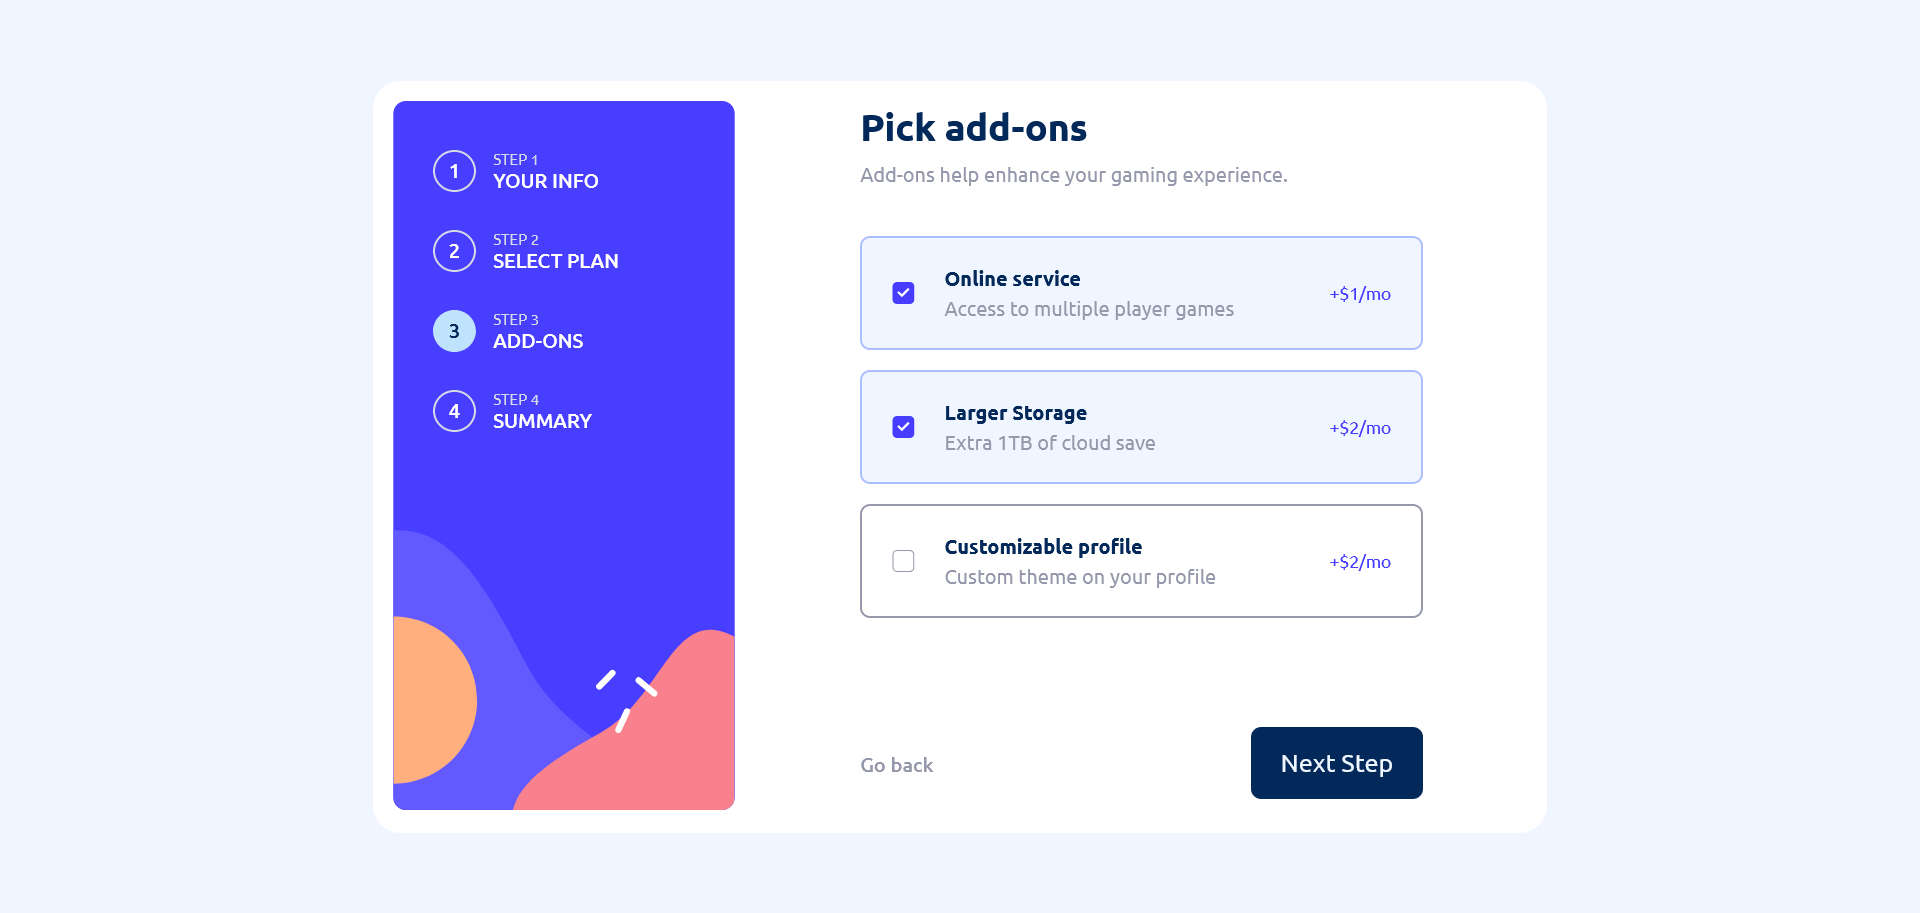 1
STEP 1
YOUR INFO
2
STEP 2
SELECT PLAN
3
STEP 3
ADD-ONS
4
STEP 4
SUMMARY
Pick add-ons
Add-ons help enhance your gaming experience.
Online service
Access to multiple player games
+$1/mo
Larger Storage
Extra 1TB of cloud save
+$2/mo
Customizable profile
Custom theme on your profile
+$2/mo
Go back
Next Step